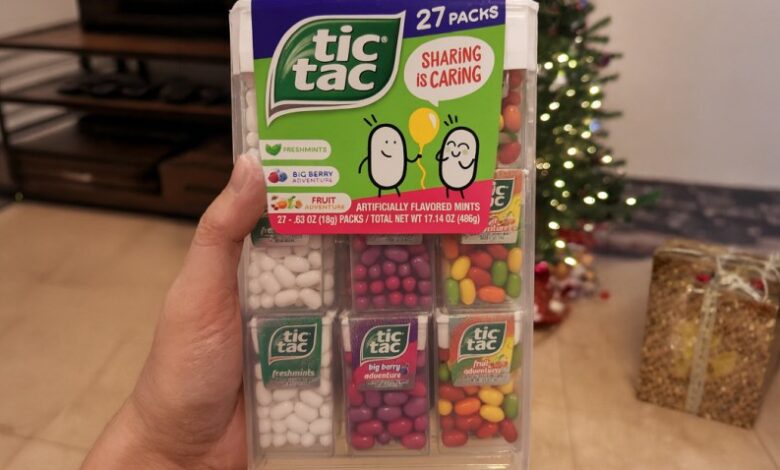 27 PACKS
tic
tac
SHARING
iS CARiNG
FRESHMINTS
BIG BERRY
ADVENTURE
FRUIT
ADVENTURE
ARTIFICIALLY FLAVORED MINTS
27 - .63 OZ (18g) PACKS / TOTAL NET WT 17.14 OZ (486g)
tic
tac
freshmints
tic
tac
big berry
adventure
tic
tac
fruit
adventure